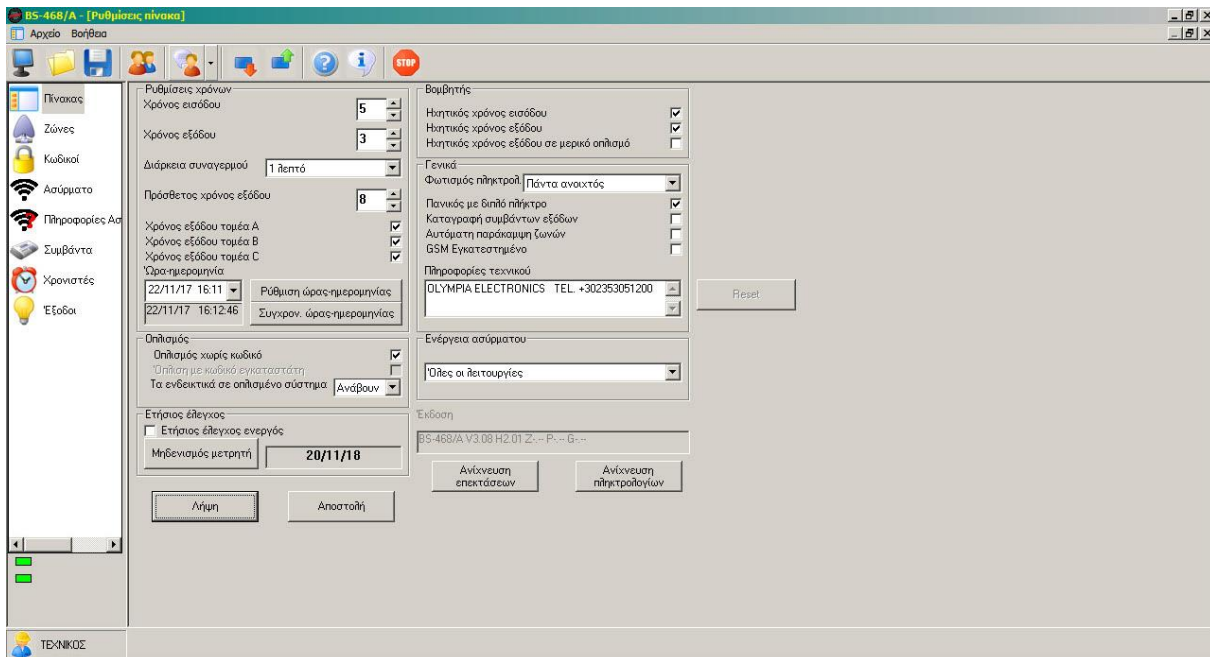 BS-468/A - [Ρυθμίσεις πίνακα]
Αρχείο Βοήθεια
STOP
Πίνακας
Ζώνες
Κωδικοί
Ασύρματο
Πληροφορίες Ασ
Συμβάντα
Χρονιστές
Έξοδοι
Ρυθμίσεις χρόνων
Χρόνος εισόδου 5
Χρόνος εξόδου 3
Διάρκεια συναγερμού 1 λεπτό
Πρόσθετος χρόνος εξόδου 8
Χρόνος εξόδου τομέα Α
Χρόνος εξόδου τομέα Β
Χρόνος εξόδου τομέα C
Ώρα-ημερομηνία
22/11/17 16:11 Ρύθμιση ώρας-ημερομηνίας
22/11/17 16:12:46 Συγχρον. ώρας-ημερομηνίας
Οπλισμός
Οπλισμός χωρίς κωδικό
Όπλιση με κωδικό εγκαταστάτη
Τα ενδεικτικά σε οπλισμένο σύστημα Ανάβουν
Ετήσιος έλεγχος
Ετήσιος έλεγχος ενεργός
Μηδενισμός μετρητή 20/11/18
Λήψη Αποστολή
Βομβητής
Ηχητικός χρόνος εισόδου
Ηχητικός χρόνος εξόδου
Ηχητικός χρόνος εξόδου σε μερικό οπλισμό
Γενικά
Φωτισμός πληκτρολ. Πάντα ανοιχτός
Πανικός με διπλό πλήκτρο
Καταγραφή συμβάντων εξόδων
Αυτόματη παράκαμψη ζωνών
GSM Εγκατεστημένο
Πληροφορίες τεχνικού
OLYMPIA ELECTRONICS TEL. +302353051200
Reset
Ενέργεια ασύρματου
Όλες οι λειτουργίες
Έκδοση
BS-468/A V3.08 H2.01 Z-.-- P-.-- G-.--
Ανίχνευση
επεκτάσεων
Ανίχνευση
πληκτρολογίων
ΤΕΧΝΙΚΟΣ